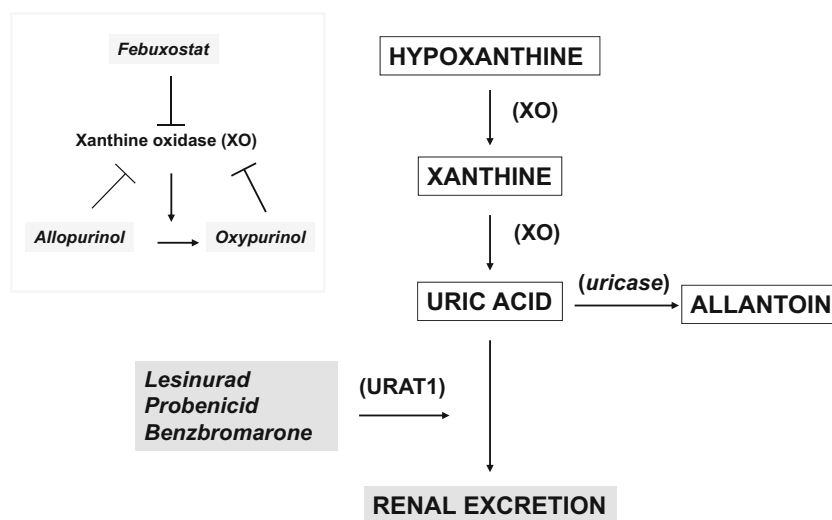 Febuxostat
Xanthine oxidase (XO)
Allopurinol
Oxypurinol
HYPOXANTHINE
(XO)
XANTHINE
(XO)
URIC ACID
(uricase)
ALLANTOIN
Lesinurad
Probenicid
Benzbromarone
(URAT1)
RENAL EXCRETION